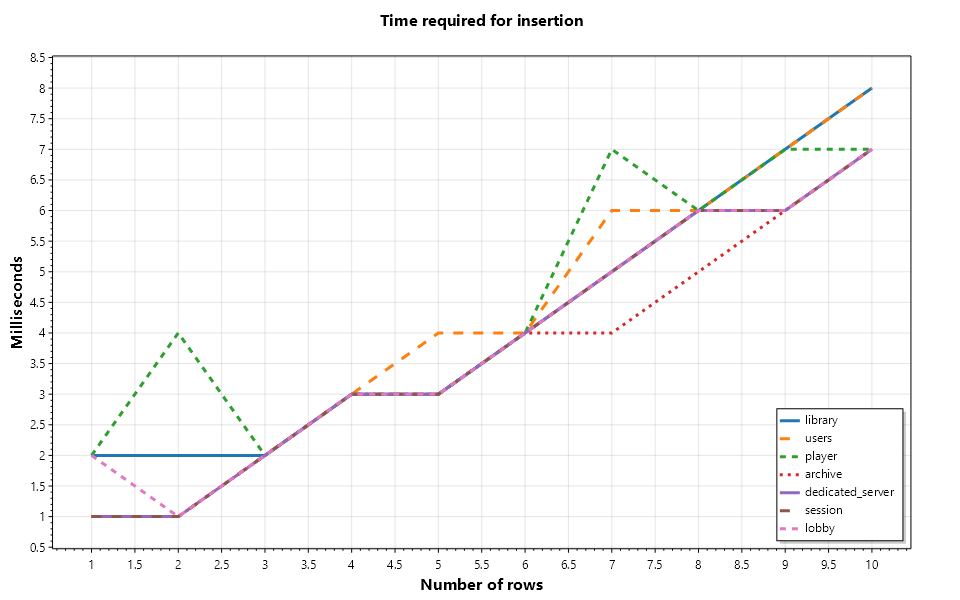 Time required for insertion
Milliseconds
8.5
8
7.5
7
6.5
6
5.5
5
4.5
4
3.5
3
2.5
2
1.5
1
0.5
1 1.5 2 2.5 3 3.5 4 4.5 5 5.5 6 6.5 7 7.5 8 8.5 9 9.5 10
Number of rows
library
users
player
archive
dedicated_server
session
lobby